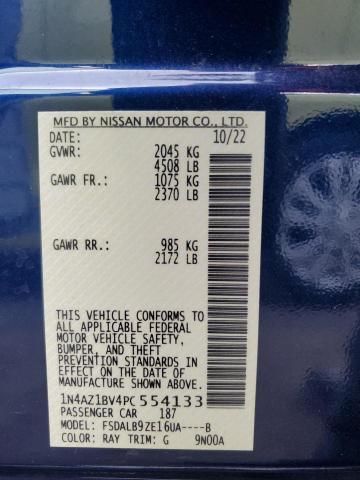 MFD BY NISSAN MOTOR CO., LTD.
DATE: 10/22
GVWR: 2045 KG
4508 LB
GAWR FR: 1075 KG
2370 LB
GAWR RR: 985 KG
2172 LB
THIS VEHICLE CONFORMS TO
ALL APPLICABLE FEDERAL
MOTOR VEHICLE SAFETY,
BUMPER, AND THEFT
PREVENTION STANDARDS IN
EFFECT ON THE DATE OF
MANUFACTURE SHOWN ABOVE.
1N4AZ1BV4PC554133
PASSENGER CAR 187
MODEL: FSDALB9ZE16UA----B
COLOR: RAY TRIM: G 9N00A